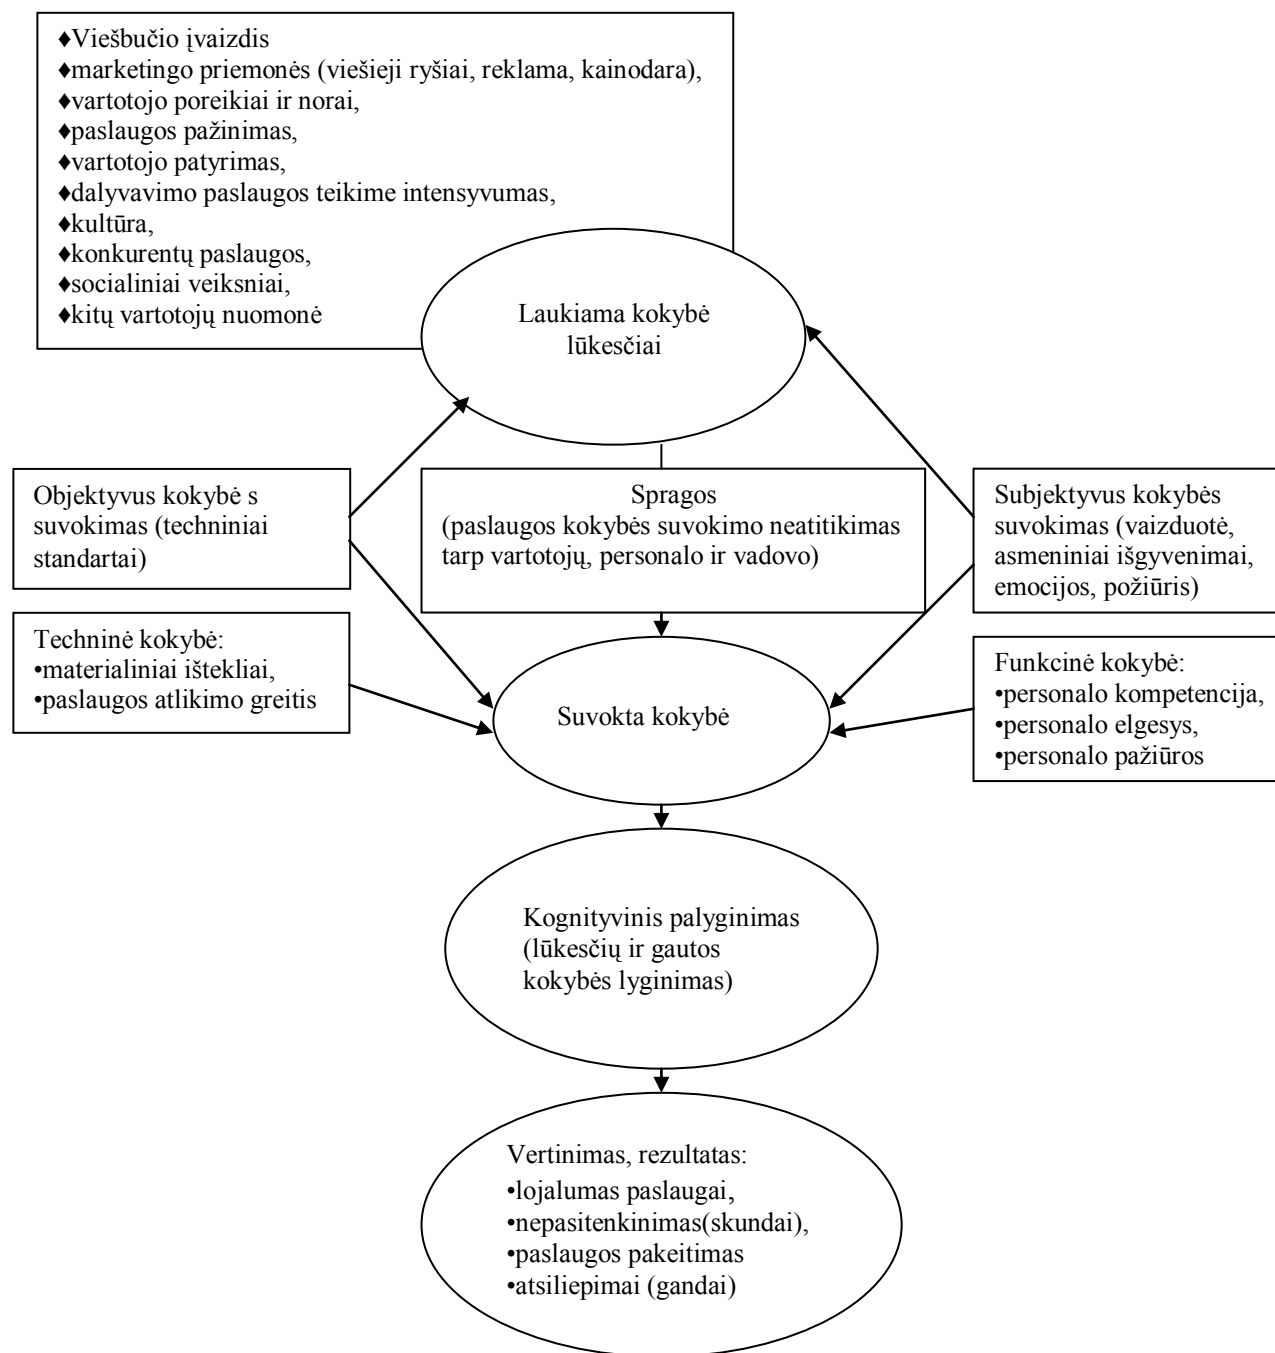 ♦Viešbučio įvaizdis
♦marketingo priemonės (viešieji ryšiai, reklama, kainodara),
♦vartotojo poreikiai ir norai,
♦paslaugos pažinimas,
♦vartotojo patyrimas,
♦dalyvavimo paslaugos teikime intensyvumas,
♦kultūra,
♦konkurentų paslaugos,
♦socialiniai veiksniai,
♦kitų vartotojų nuomonė
Laukiama kokybė
lūkesčiai
Objektyvus kokybė s
suvokimas (techniniai
standartai)
Spragos
(paslaugos kokybės suvokimo neatitikimas
tarp vartotojų, personalo ir vadovo)
Subjektyvus kokybės
suvokimas (vaizduotė,
asmeniniai išgyvenimai,
emocijos, požiūris)
Techninė kokybė:
•materialiniai ištekliai,
•paslaugos atlikimo greitis
Suvokta kokybė
Funkcinė kokybė:
•personalo kompetencija,
•personalo elgesys,
•personalo pažiūros
Kognityvinis palyginimas
(lūkesčių ir gautos
kokybės lyginimas)
Vertinimas, rezultatas:
•lojalumas paslaugai,
•nepasitenkinimas(skundai),
•paslaugos pakeitimas
•atsiliepimai (gandai)